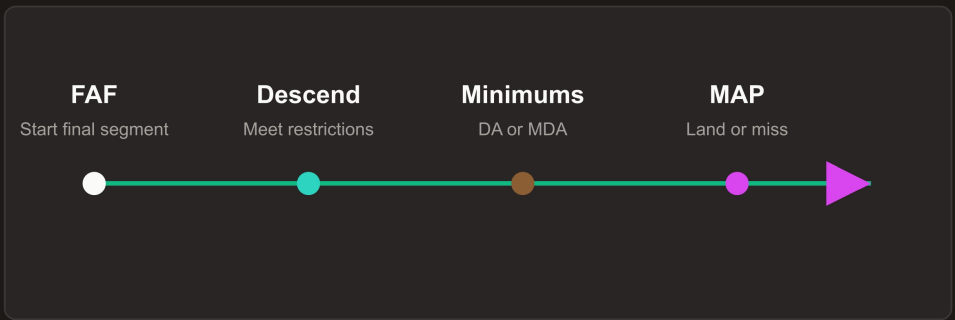 FAF
Start final segment
Descend
Meet restrictions
Minimums
DA or MDA
MAP
Land or miss